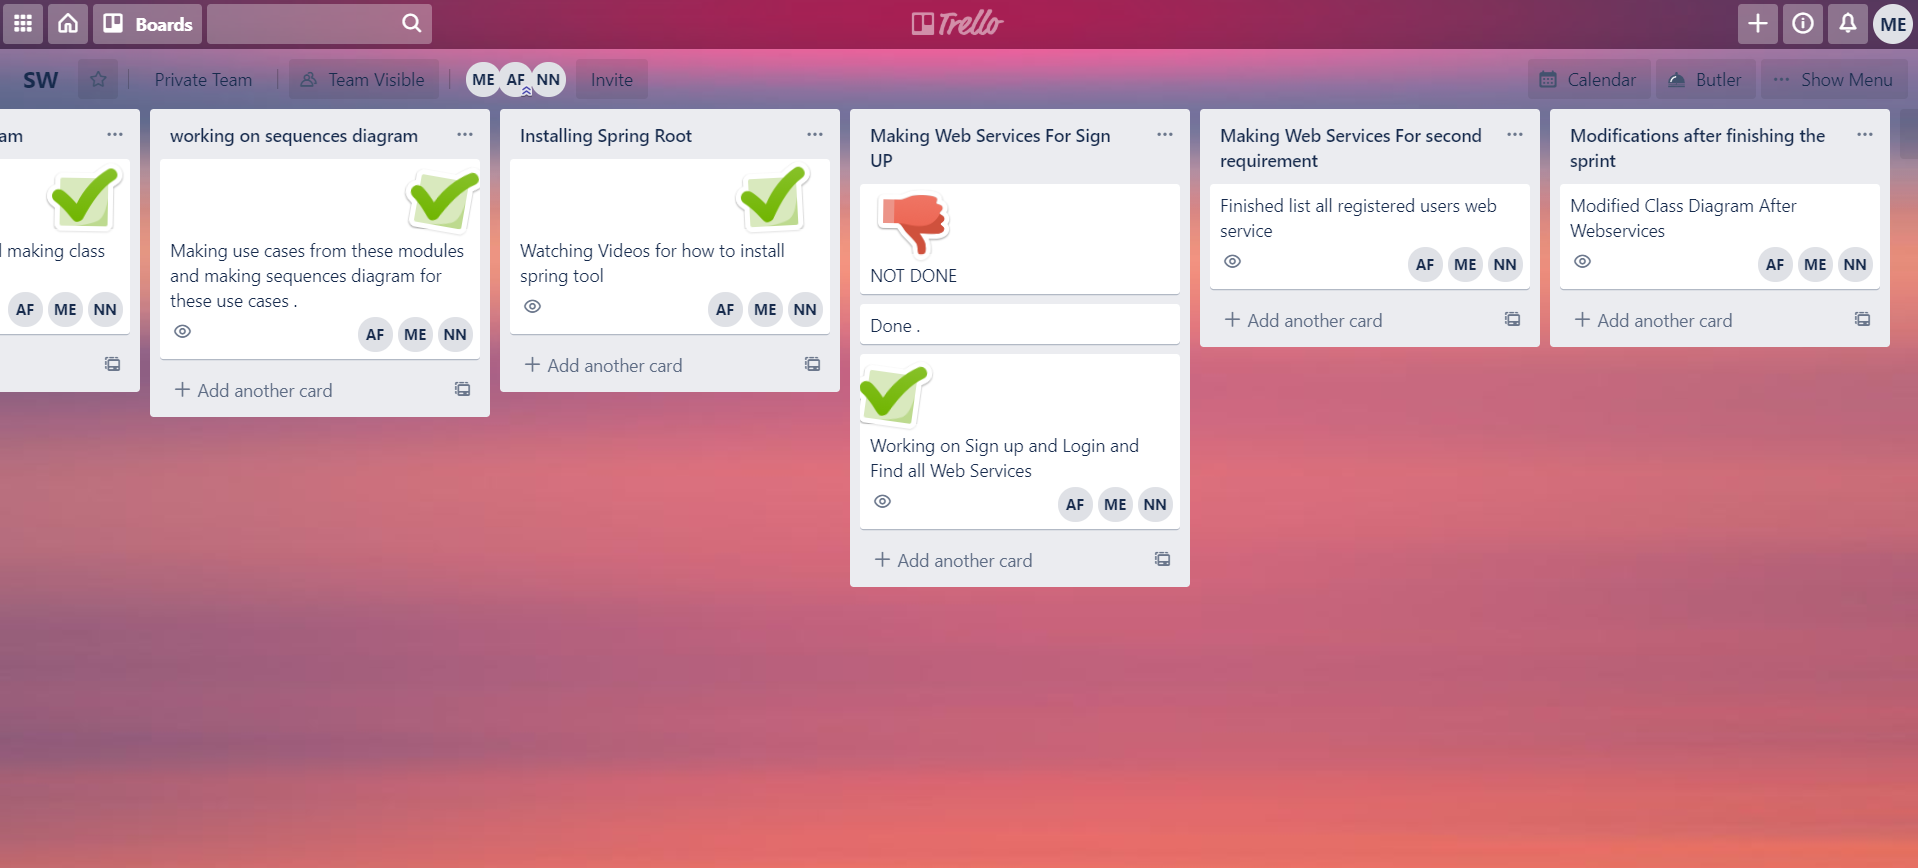 Boards
Trello
ME
SW
Private Team
Team Visible
ME AF NN
Invite
Calendar
Butler
Show Menu
am
making class
AF ME NN
working on sequences diagram
Making use cases from these modules
and making sequences diagram for
these use cases .
AF ME NN
Add another card
Installing Spring Root
Watching Videos for how to install
spring tool
AF ME NN
Add another card
Making Web Services For Sign
UP
NOT DONE
Done .
Working on Sign up and Login and
Find all Web Services
AF ME NN
Add another card
Making Web Services For second
requirement
Finished list all registered users web
service
AF ME NN
Add another card
Modifications after finishing the
sprint
Modified Class Diagram After
Webservices
AF ME NN
Add another card